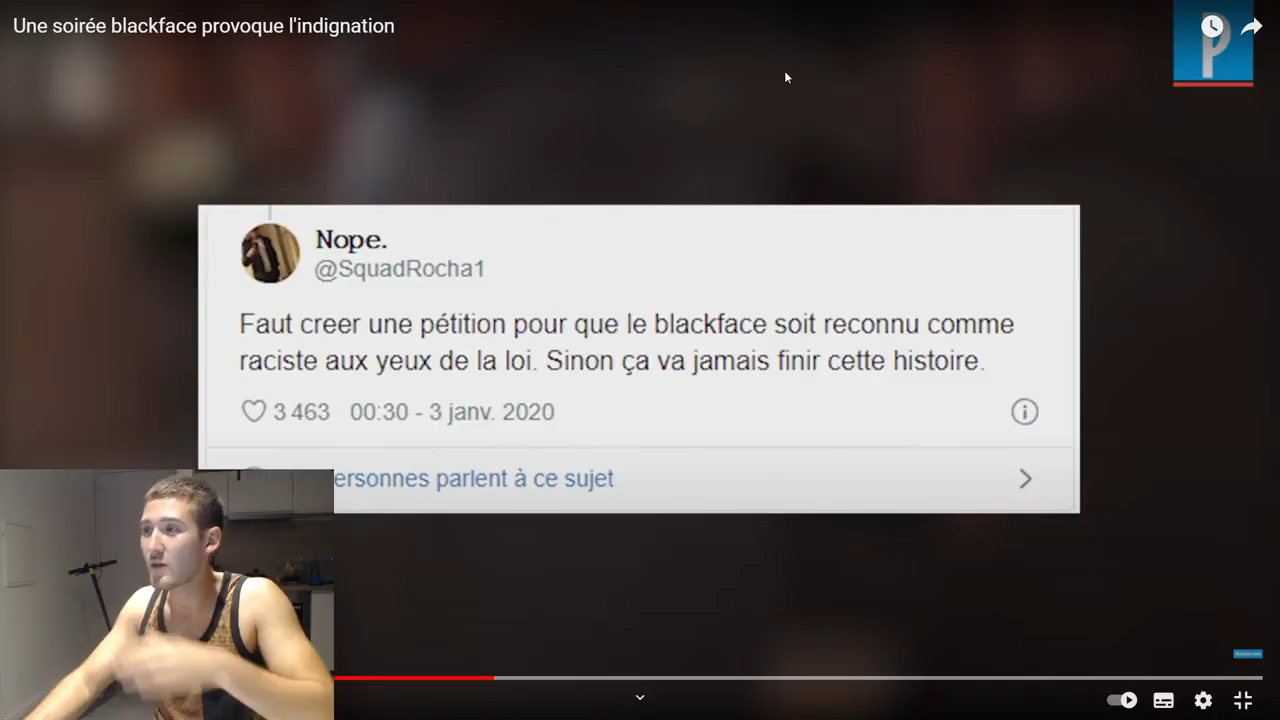 Une soirée blackface provoque l'indignation
Nope.
@SquadRocha1
Faut creer une pétition pour que le blackface soit reconnu comme
raciste aux yeux de la loi. Sinon ça va jamais finir cette histoire.
3 463 00:30 - 3 janv. 2020
ersonnes parlent à ce sujet